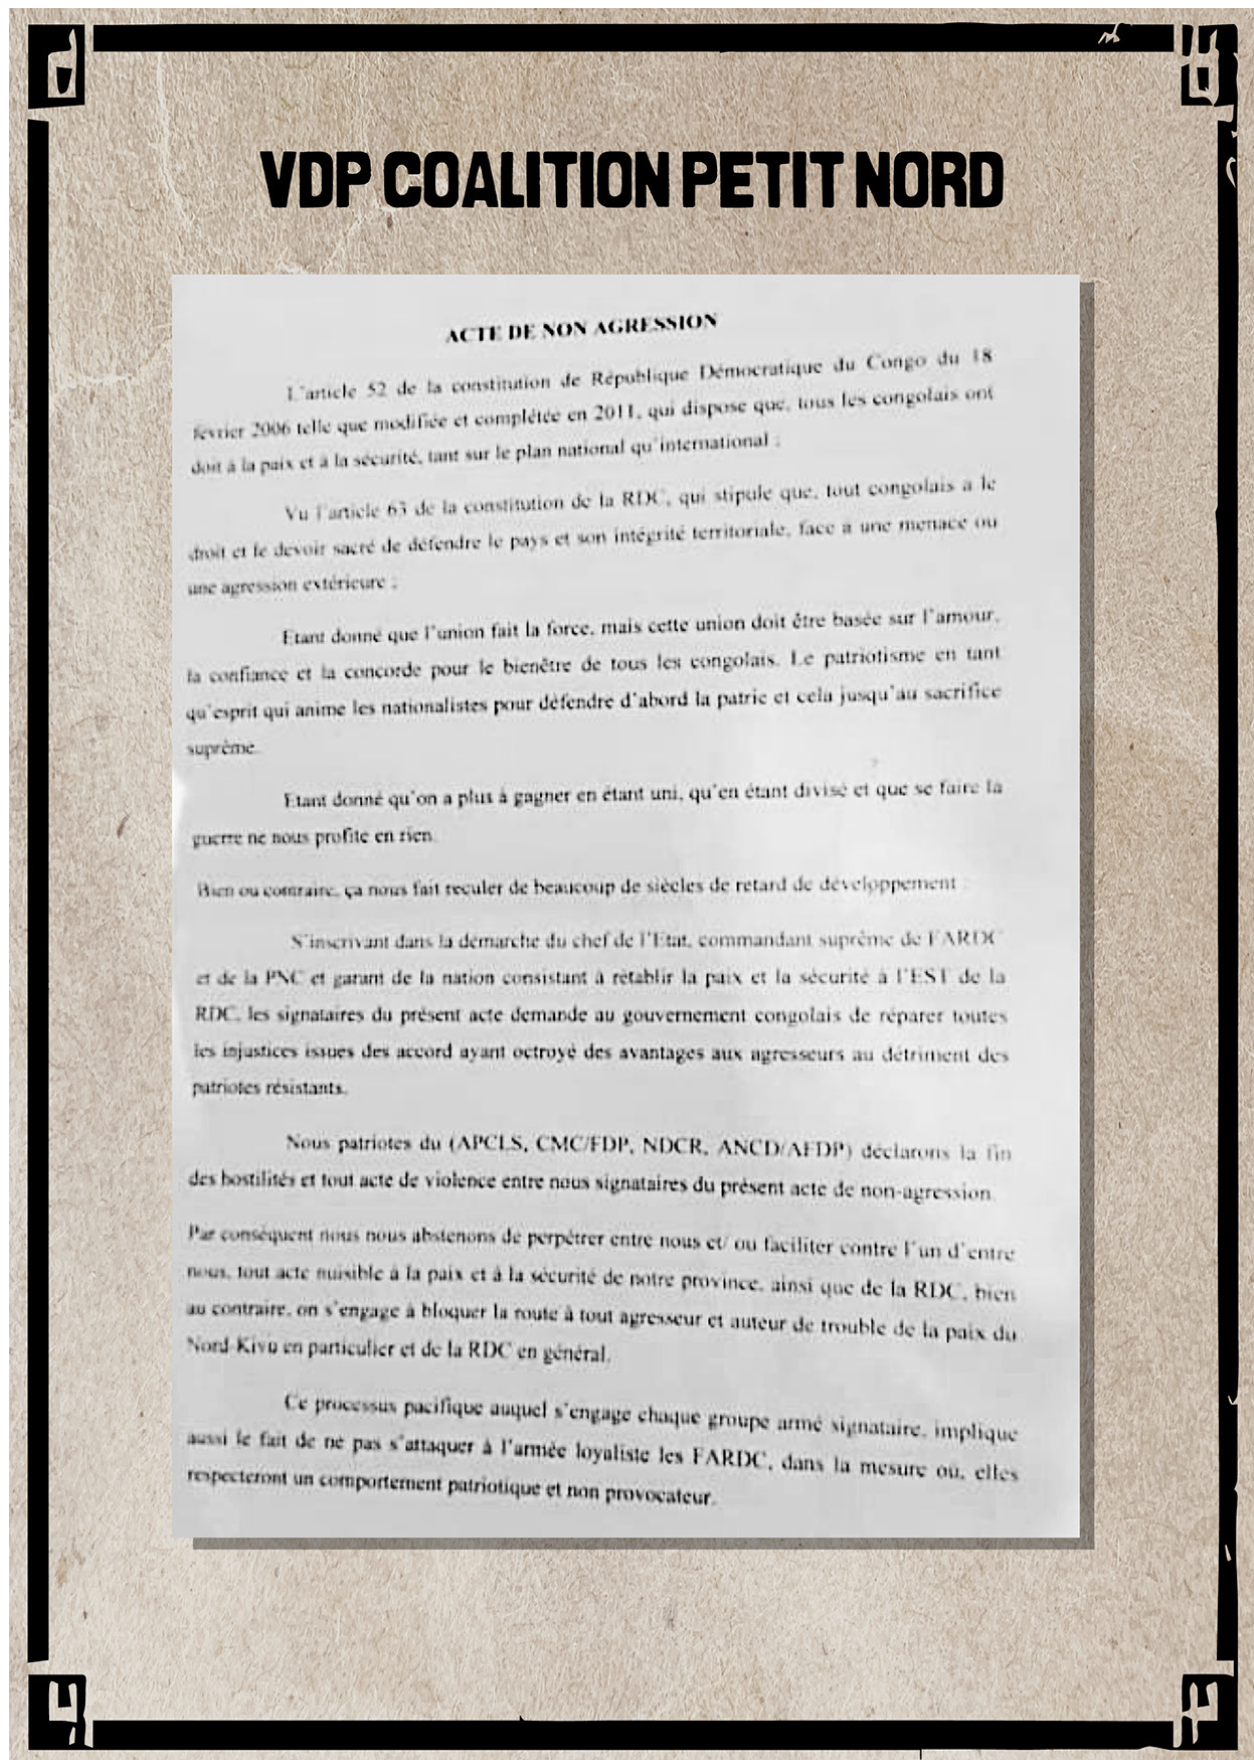 VDP COALITION PETIT NORD
ACTE DE NON AGRESSION
L'article 52 de la constitution de République Démocratique du Congo du 18
février 2006 telle que modifiée et complétée en 2011, qui dispose que, tous les congolais ont
doit à la paix et à la sécurité, tant sur le plan national qu'international ;
Vu l'article 63 de la constitution de la RDC, qui stipule que, tout congolais a le
droit et le devoir sacré de défendre le pays et son intégrité territoriale, face à une menace ou
une agression extérieure ;
Etant donné que l'union fait la force, mais cette union doit être basée sur l'amour,
la confiance et la concorde pour le bienêtre de tous les congolais. Le patriotisme en tant
qu'esprit qui anime les nationalistes pour défendre d'abord la patrie et cela jusqu'au sacrifice
suprême.
Etant donné qu'on a plus à gagner en étant uni, qu'en étant divisé et que se faire la
guerre ne nous profite en rien.
Bien ou contraire, ça nous fait reculer de beaucoup de siècles de retard de développement ;
S'inscrivant dans la démarche du chef de l'Etat, commandant suprême de FARDC
et de la PNC et garant de la nation consistant à rétablir la paix et la sécurité à l'EST de la
RDC, les signataires du présent acte demande au gouvernement congolais de réparer toutes
les injustices issues des accord ayant octroyé des avantages aux agresseurs au détriment des
patriotes résistants.
Nous patriotes du (APCLS, CMC/FDP, NDCR, ANCD/AFDP) déclarons la fin
des hostilités et tout acte de violence entre nous signataires du présent acte de non-agression.
Par conséquent nous nous abstenons de perpétrer entre nous et/ ou faciliter contre l'un d'entre
nous, tout acte nuisible à la paix et à la sécurité de notre province, ainsi que de la RDC, bien
au contraire, on s'engage à bloquer la route à tout agresseur et auteur de trouble de la paix du
Nord-Kivu en particulier et de la RDC en général.
Ce processus pacifique auquel s'engage chaque groupe armé signataire, implique
aussi le fait de ne pas s'attaquer à l'armée loyaliste les FARDC, dans la mesure où, elles
respecteront un comportement patriotique et non provocateur.